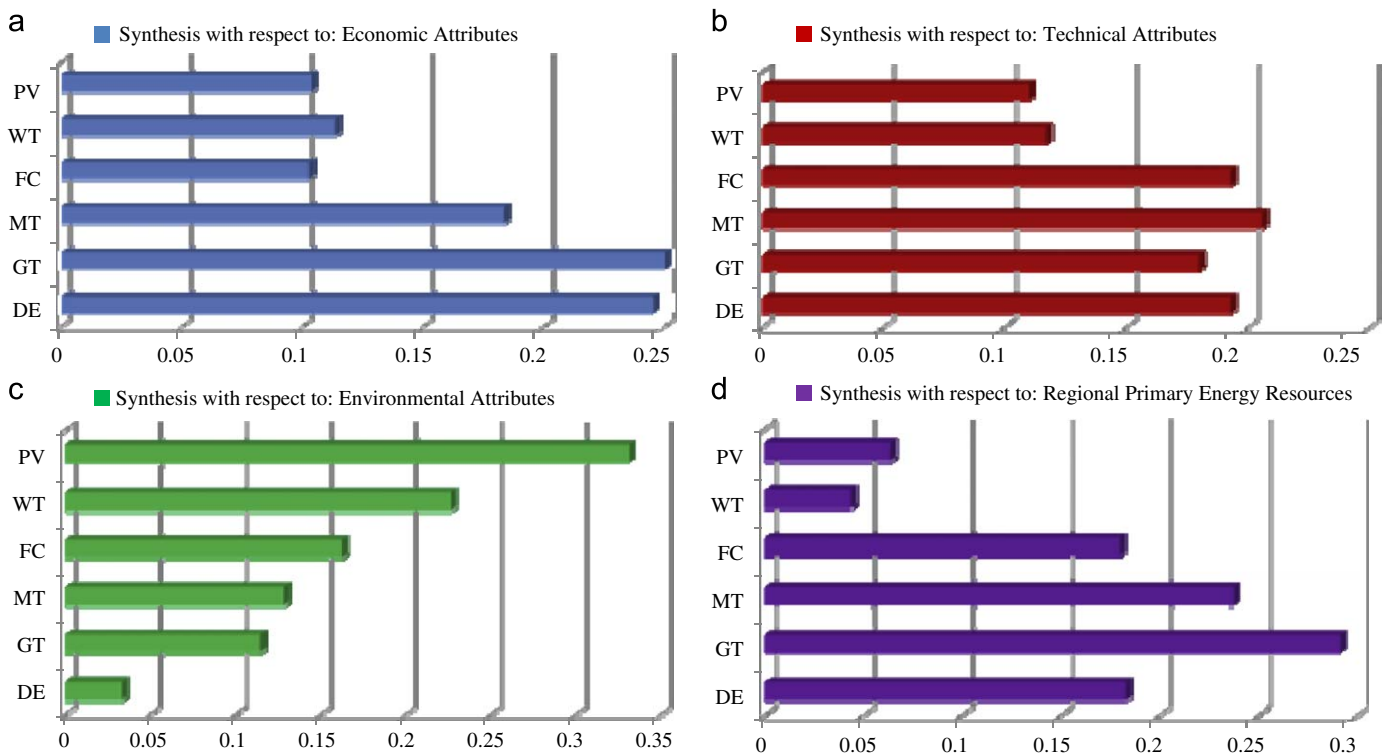 a
Synthesis with respect to: Economic Attributes
PV
WT
FC
MT
GT
DE
0 0.05 0.1 0.15 0.2 0.25
b
Synthesis with respect to: Technical Attributes
PV
WT
FC
MT
GT
DE
0 0.05 0.1 0.15 0.2 0.25
c
Synthesis with respect to: Environmental Attributes
PV
WT
FC
MT
GT
DE
0 0.05 0.1 0.15 0.2 0.25 0.3 0.35
d
Synthesis with respect to: Regional Primary Energy Resources
PV
WT
FC
MT
GT
DE
0 0.05 0.1 0.15 0.2 0.25 0.3